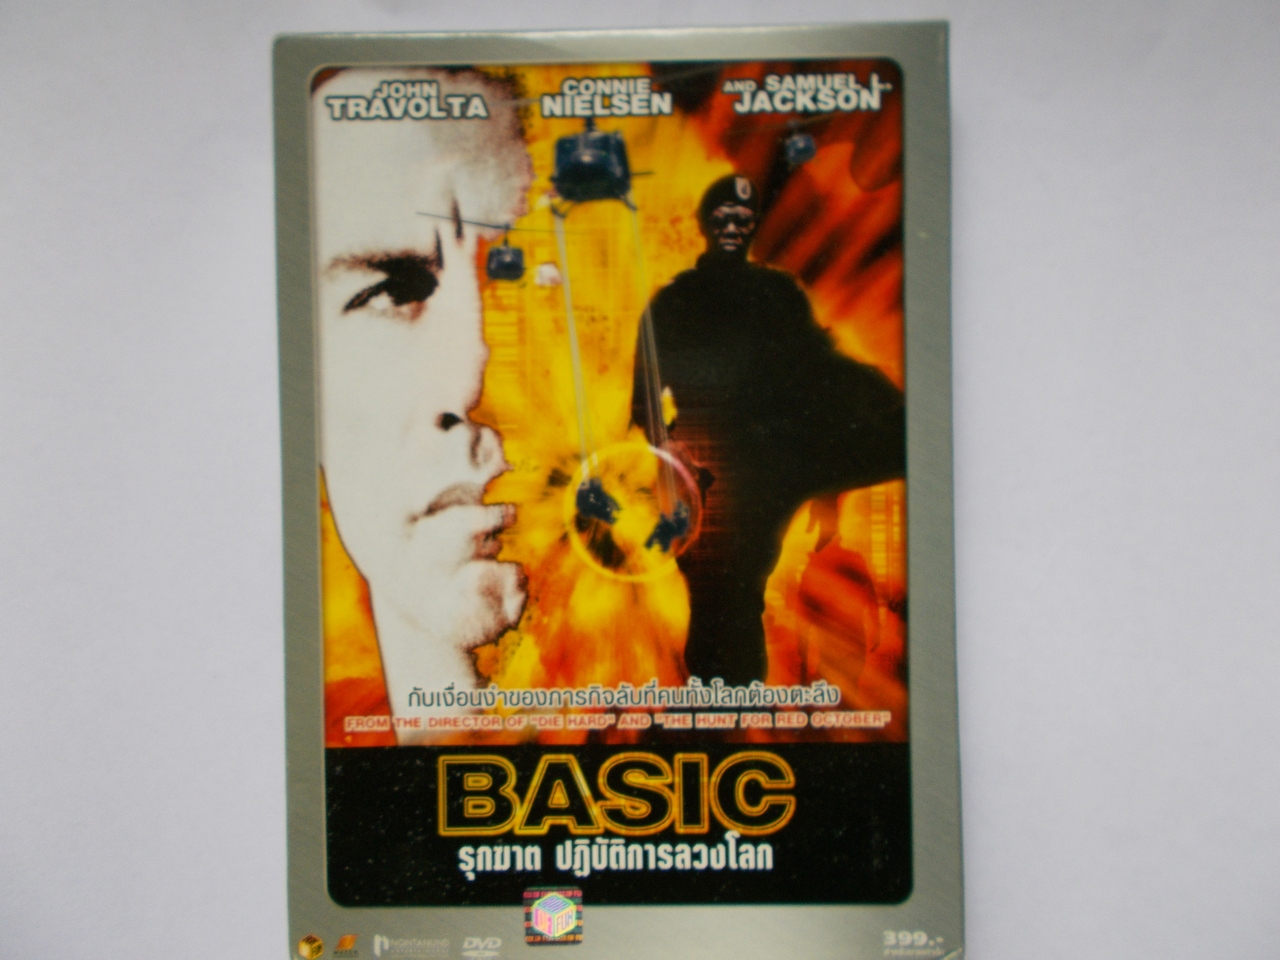 JOHN TRAVOLTA
CONNIE NIELSEN
AND SAMUEL L. JACKSON
กับเงื่อนงำของภารกิจลับที่คนทั้งโลกต้องตะลึง
FROM THE DIRECTOR OF "DIE HARD" AND "THE HUNT FOR RED OCTOBER"
BASIC
รุกฆาต ปฏิบัติการลวงโลก
NONTANUND
DVD
399.-